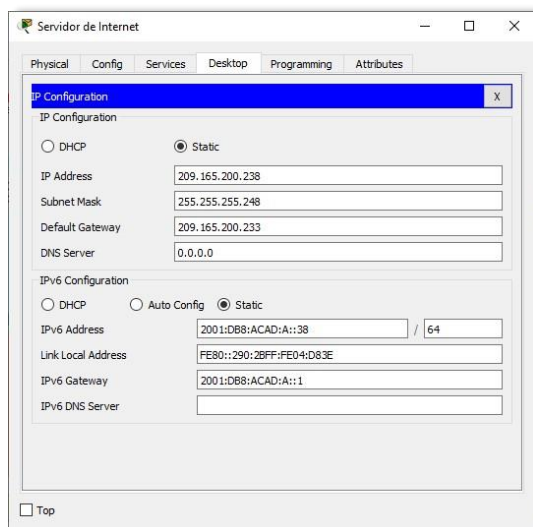 Servidor de Internet
Physical Config Services Desktop Programming Attributes
IP Configuration X
IP Configuration
DHCP Static
IP Address 209.165.200.238
Subnet Mask 255.255.255.248
Default Gateway 209.165.200.233
DNS Server 0.0.0.0
IPv6 Configuration
DHCP Auto Config Static
IPv6 Address 2001:DB8:ACAD:A::38 / 64
Link Local Address FE80::290:2BFF:FE04:D83E
IPv6 Gateway 2001:DB8:ACAD:A::1
IPv6 DNS Server
Top